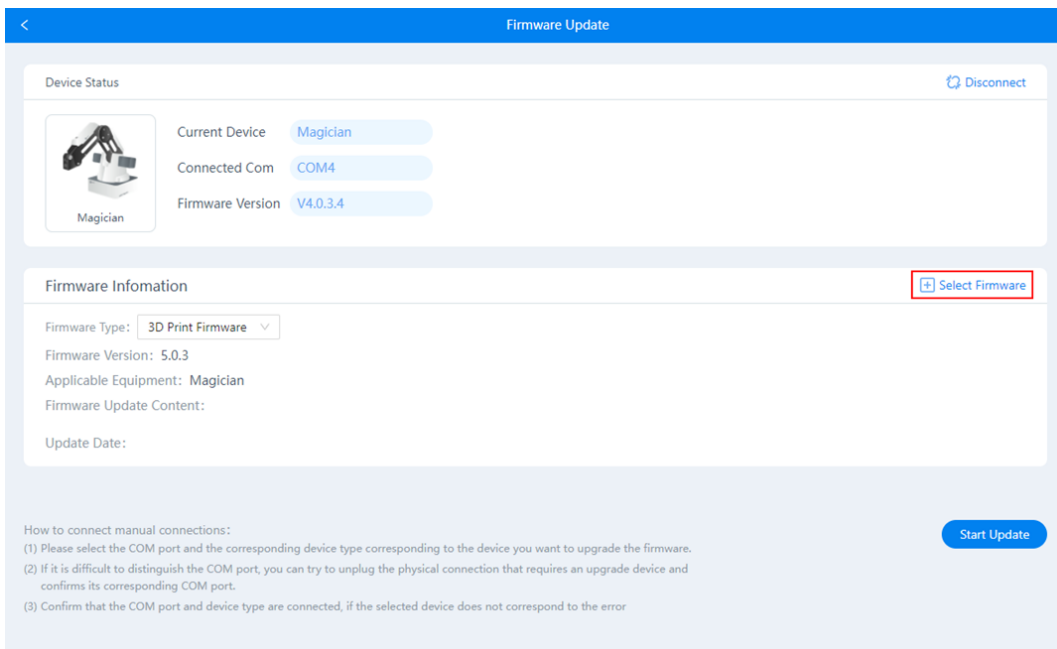 Firmware Update
Device Status
Disconnect
Current Device Magician
Connected Com COM4
Firmware Version V4.0.3.4
Magician
Firmware Infomation
Select Firmware
Firmware Type: 3D Print Firmware
Firmware Version: 5.0.3
Applicable Equipment: Magician
Firmware Update Content:
Update Date:
How to connect manual connections:
Start Update
(1) Please select the COM port and the corresponding device type corresponding to the device you want to upgrade the firmware.
(2) If it is difficult to distinguish the COM port, you can try to unplug the physical connection that requires an upgrade device and
confirms its corresponding COM port.
(3) Confirm that the COM port and device type are connected, if the selected device does not correspond to the error